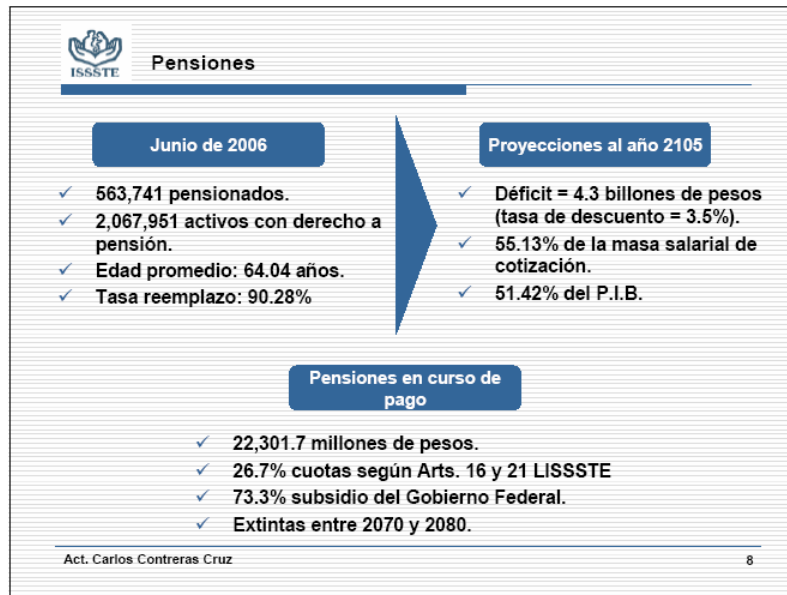 ISSSTE
Pensiones
Junio de 2006
✓ 563,741 pensionados.
✓ 2,067,951 activos con derecho a
pensión.
✓ Edad promedio: 64.04 años.
✓ Tasa reemplazo: 90.28%
Proyecciones al año 2105
✓ Déficit = 4.3 billones de pesos
(tasa de descuento = 3.5%).
✓ 55.13% de la masa salarial de
cotización.
✓ 51.42% del P.I.B.
Pensiones en curso de
pago
✓ 22,301.7 millones de pesos.
✓ 26.7% cuotas según Arts. 16 y 21 LISSSTE
✓ 73.3% subsidio del Gobierno Federal.
✓ Extintas entre 2070 y 2080.
Act. Carlos Contreras Cruz
8